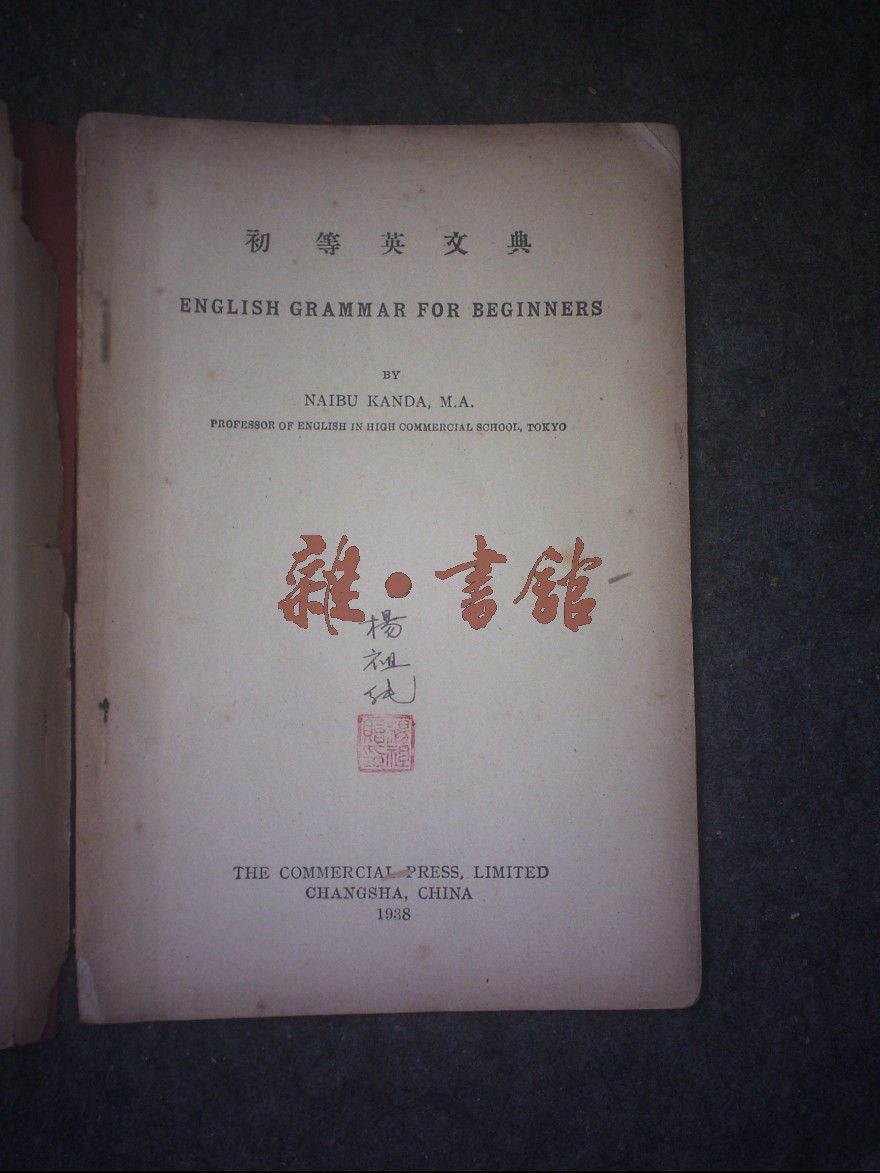 初等英文典
ENGLISH GRAMMAR FOR BEGINNERS
BY
NAIBU KANDA, M.A.
PROFESSOR OF ENGLISH IN HIGH COMMERCIAL SCHOOL, TOKYO
雜·書館
楊
祖
THE COMMERCIAL PRESS, LIMITED
CHANGSHA, CHINA
1938